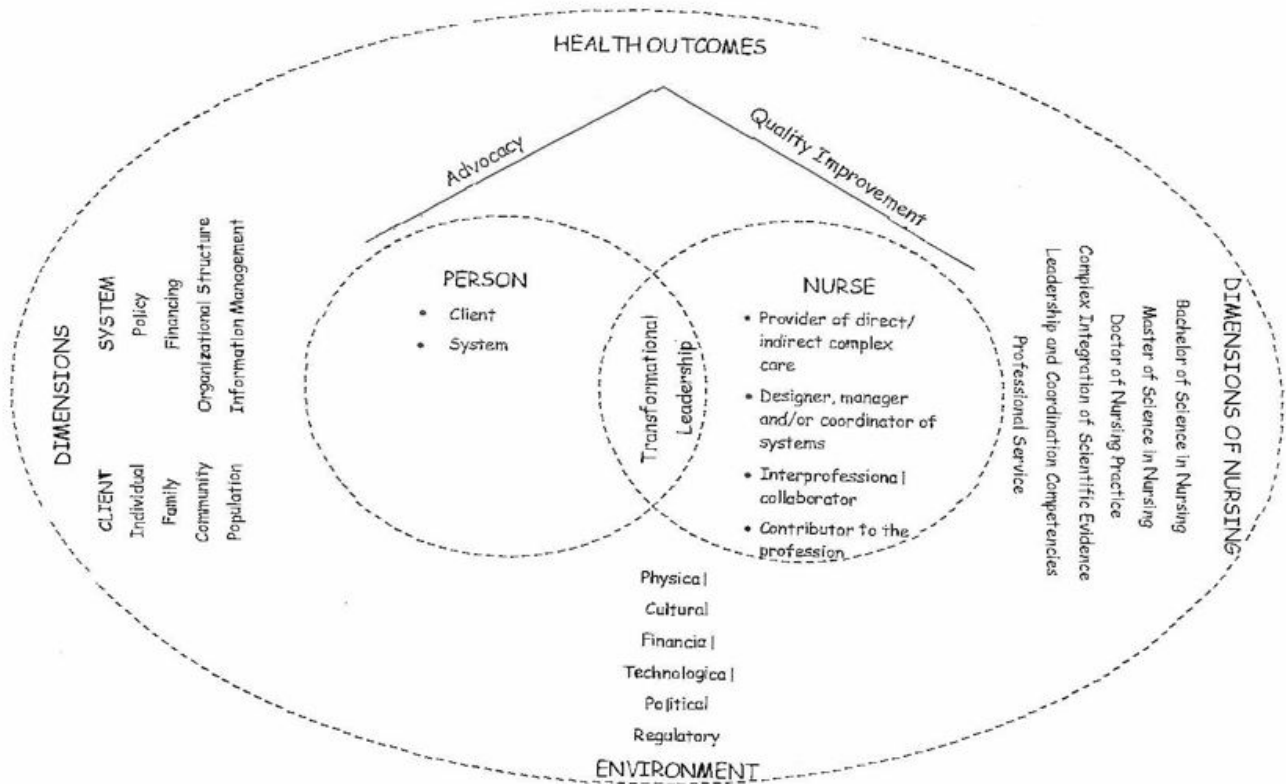 HEALTH OUTCOMES
Advocacy
Quality Improvement
DIMENSIONS
SYSTEM
Policy
Financing
Organizational Structure
Information Management
CLIENT
Individual
Family
Community
Population
PERSON
• Client
• System
Transformational
Leadership
NURSE
• Provider of direct/
indirect complex
care
• Designer, manager
and/or coordinator of
systems
• Interprofessional
collaborator
• Contributor to the
profession
DIMENSIONS OF NURSING
Bachelor of Science in Nursing
Master of Science in Nursing
Doctor of Nursing Practice
Complex Integration of Scientific Evidence
Leadership and Coordination Competencies
Professional Service
Physical
Cultural
Financial
Technological
Political
Regulatory
ENVIRONMENT